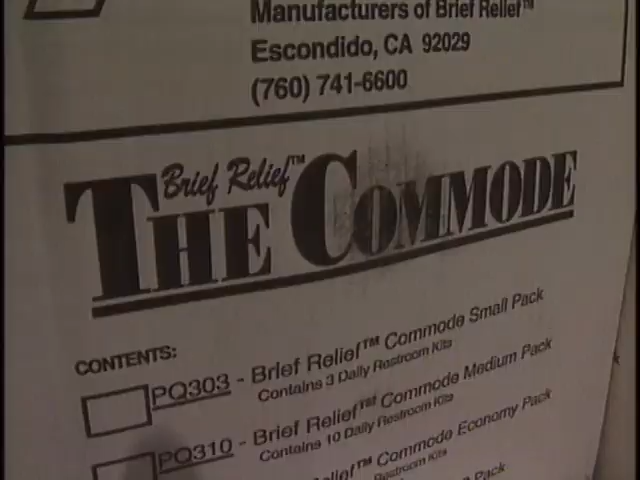 Manufacturers of Brief Relief™
Escondido, CA 92029
(760) 741-6600
Brief Relief™
THE COMMODE
CONTENTS:
PQ303 - Brief Relief™ Commode Small Pack
Contains 3 Daily Restroom Kits
PQ310 - Brief Relief™ Commode Medium Pack
Contains 10 Daily Restroom Kits
Relief™ Commode Economy Pack
Restroom Kits
Pack